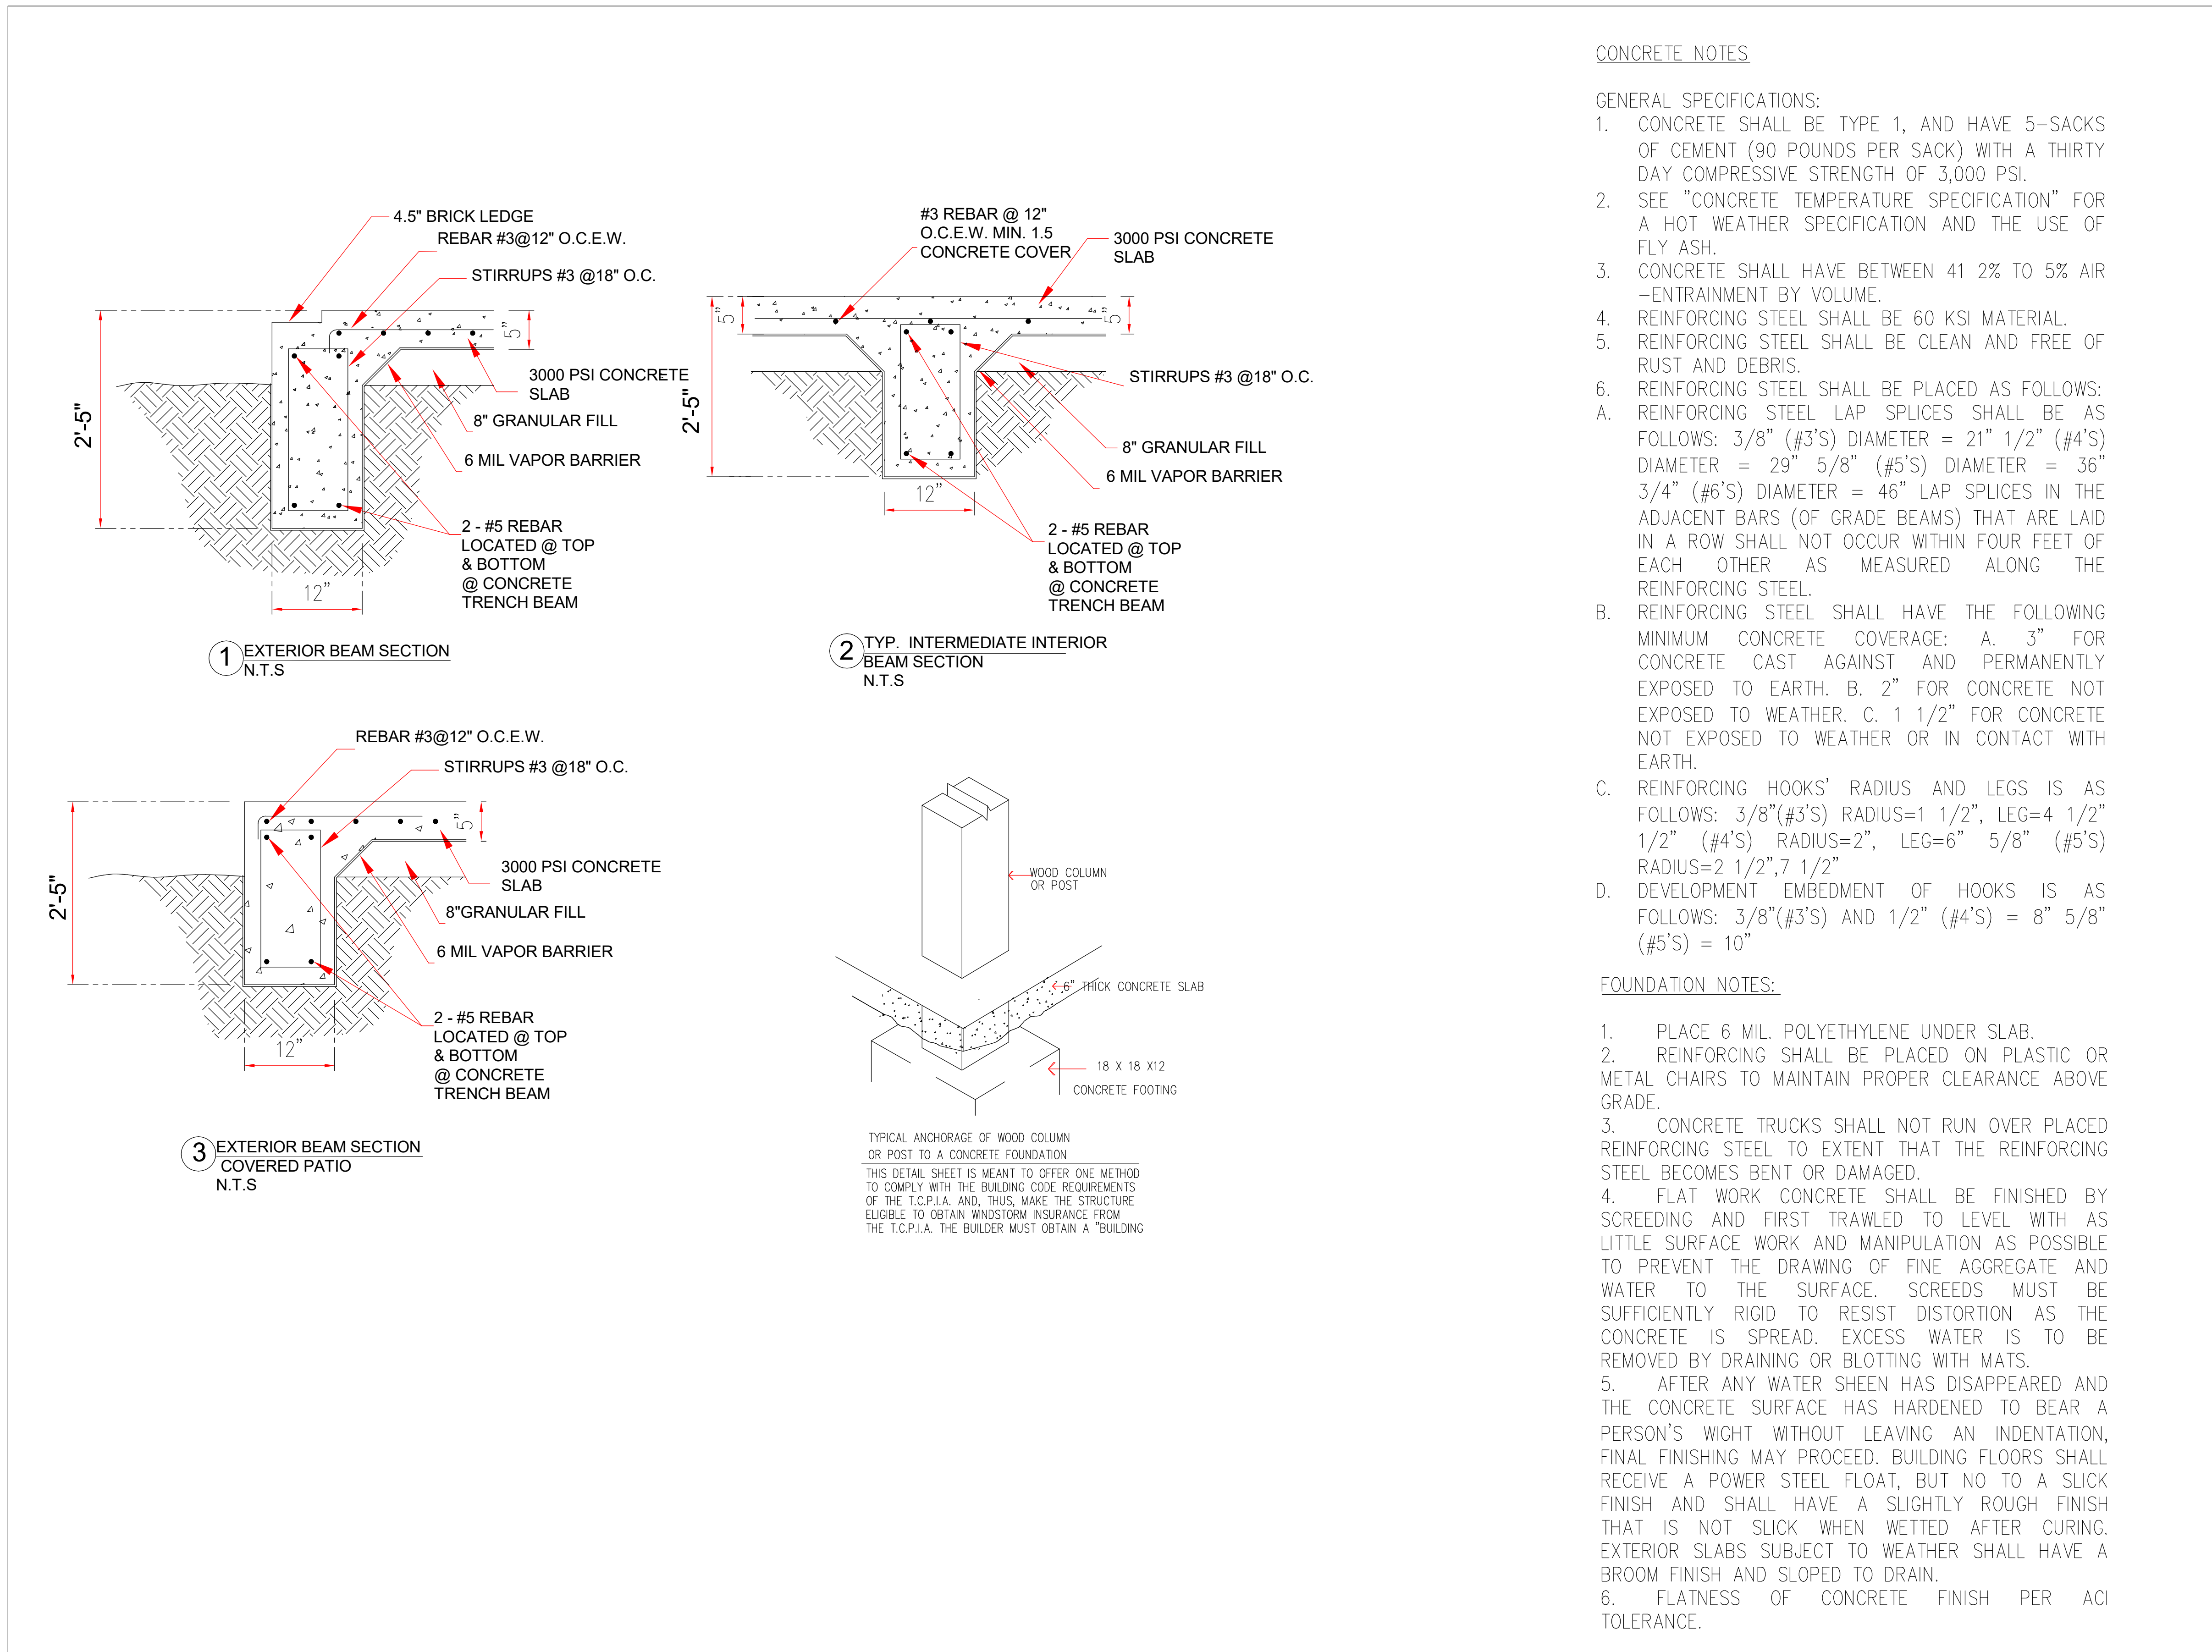 4.5" BRICK LEDGE
REBAR #3@12" O.C.E.W.
STIRRUPS #3 @18" O.C.
5"
2'-5"
3000 PSI CONCRETE
SLAB
8" GRANULAR FILL
6 MIL VAPOR BARRIER
2 - #5 REBAR
LOCATED @ TOP
& BOTTOM
@ CONCRETE
TRENCH BEAM
12"
1
EXTERIOR BEAM SECTION
N.T.S
#3 REBAR @ 12"
O.C.E.W. MIN. 1.5
CONCRETE COVER
3000 PSI CONCRETE
SLAB
5"
5"
STIRRUPS #3 @18" O.C.
2'-5"
8" GRANULAR FILL
6 MIL VAPOR BARRIER
12"
2 - #5 REBAR
LOCATED @ TOP
& BOTTOM
@ CONCRETE
TRENCH BEAM
2
TYP. INTERMEDIATE INTERIOR
BEAM SECTION
N.T.S
REBAR #3@12" O.C.E.W.
STIRRUPS #3 @18" O.C.
5"
3000 PSI CONCRETE
SLAB
2'-5"
8"GRANULAR FILL
6 MIL VAPOR BARRIER
2 - #5 REBAR
LOCATED @ TOP
& BOTTOM
@ CONCRETE
TRENCH BEAM
12"
3
EXTERIOR BEAM SECTION
COVERED PATIO
N.T.S
WOOD COLUMN
OR POST
6" THICK CONCRETE SLAB
18 X 18 X12
CONCRETE FOOTING
TYPICAL ANCHORAGE OF WOOD COLUMN
OR POST TO A CONCRETE FOUNDATION
THIS DETAIL SHEET IS MEANT TO OFFER ONE METHOD
TO COMPLY WITH THE BUILDING CODE REQUIREMENTS
OF THE T.C.P.I.A. AND, THUS, MAKE THE STRUCTURE
ELIGIBLE TO OBTAIN WINDSTORM INSURANCE FROM
THE T.C.P.I.A. THE BUILDER MUST OBTAIN A "BUILDING
CONCRETE NOTES
GENERAL SPECIFICATIONS:
1. CONCRETE SHALL BE TYPE 1, AND HAVE 5-SACKS
OF CEMENT (90 POUNDS PER SACK) WITH A THIRTY
DAY COMPRESSIVE STRENGTH OF 3,000 PSI.
2. SEE "CONCRETE TEMPERATURE SPECIFICATION" FOR
A HOT WEATHER SPECIFICATION AND THE USE OF
FLY ASH.
3. CONCRETE SHALL HAVE BETWEEN 41 2% TO 5% AIR
-ENTRAINMENT BY VOLUME.
4. REINFORCING STEEL SHALL BE 60 KSI MATERIAL.
5. REINFORCING STEEL SHALL BE CLEAN AND FREE OF
RUST AND DEBRIS.
6. REINFORCING STEEL SHALL BE PLACED AS FOLLOWS:
A. REINFORCING STEEL LAP SPLICES SHALL BE AS
FOLLOWS: 3/8" (#3'S) DIAMETER = 21" 1/2" (#4'S)
DIAMETER = 29" 5/8" (#5'S) DIAMETER = 36"
3/4" (#6'S) DIAMETER = 46" LAP SPLICES IN THE
ADJACENT BARS (OF GRADE BEAMS) THAT ARE LAID
IN A ROW SHALL NOT OCCUR WITHIN FOUR FEET OF
EACH OTHER AS MEASURED ALONG THE
REINFORCING STEEL.
B. REINFORCING STEEL SHALL HAVE THE FOLLOWING
MINIMUM CONCRETE COVERAGE: A. 3" FOR
CONCRETE CAST AGAINST AND PERMANENTLY
EXPOSED TO EARTH. B. 2" FOR CONCRETE NOT
EXPOSED TO WEATHER. C. 1 1/2" FOR CONCRETE
NOT EXPOSED TO WEATHER OR IN CONTACT WITH
EARTH.
C. REINFORCING HOOKS' RADIUS AND LEGS IS AS
FOLLOWS: 3/8"(#3'S) RADIUS=1 1/2", LEG=4 1/2"
1/2" (#4'S) RADIUS=2", LEG=6" 5/8" (#5'S)
RADIUS=2 1/2",7 1/2"
D. DEVELOPMENT EMBEDMENT OF HOOKS IS AS
FOLLOWS: 3/8"(#3'S) AND 1/2" (#4'S) = 8" 5/8"
(#5'S) = 10"
FOUNDATION NOTES:
1. PLACE 6 MIL. POLYETHYLENE UNDER SLAB.
2. REINFORCING SHALL BE PLACED ON PLASTIC OR
METAL CHAIRS TO MAINTAIN PROPER CLEARANCE ABOVE
GRADE.
3. CONCRETE TRUCKS SHALL NOT RUN OVER PLACED
REINFORCING STEEL TO EXTENT THAT THE REINFORCING
STEEL BECOMES BENT OR DAMAGED.
4. FLAT WORK CONCRETE SHALL BE FINISHED BY
SCREEDING AND FIRST TRAWLED TO LEVEL WITH AS
LITTLE SURFACE WORK AND MANIPULATION AS POSSIBLE
TO PREVENT THE DRAWING OF FINE AGGREGATE AND
WATER TO THE SURFACE. SCREEDS MUST BE
SUFFICIENTLY RIGID TO RESIST DISTORTION AS THE
CONCRETE IS SPREAD. EXCESS WATER IS TO BE
REMOVED BY DRAINING OR BLOTTING WITH MATS.
5. AFTER ANY WATER SHEEN HAS DISAPPEARED AND
THE CONCRETE SURFACE HAS HARDENED TO BEAR A
PERSON'S WIGHT WITHOUT LEAVING AN INDENTATION,
FINAL FINISHING MAY PROCEED. BUILDING FLOORS SHALL
RECEIVE A POWER STEEL FLOAT, BUT NO TO A SLICK
FINISH AND SHALL HAVE A SLIGHTLY ROUGH FINISH
THAT IS NOT SLICK WHEN WETTED AFTER CURING.
EXTERIOR SLABS SUBJECT TO WEATHER SHALL HAVE A
BROOM FINISH AND SLOPED TO DRAIN.
6. FLATNESS OF CONCRETE FINISH PER ACI
TOLERANCE.